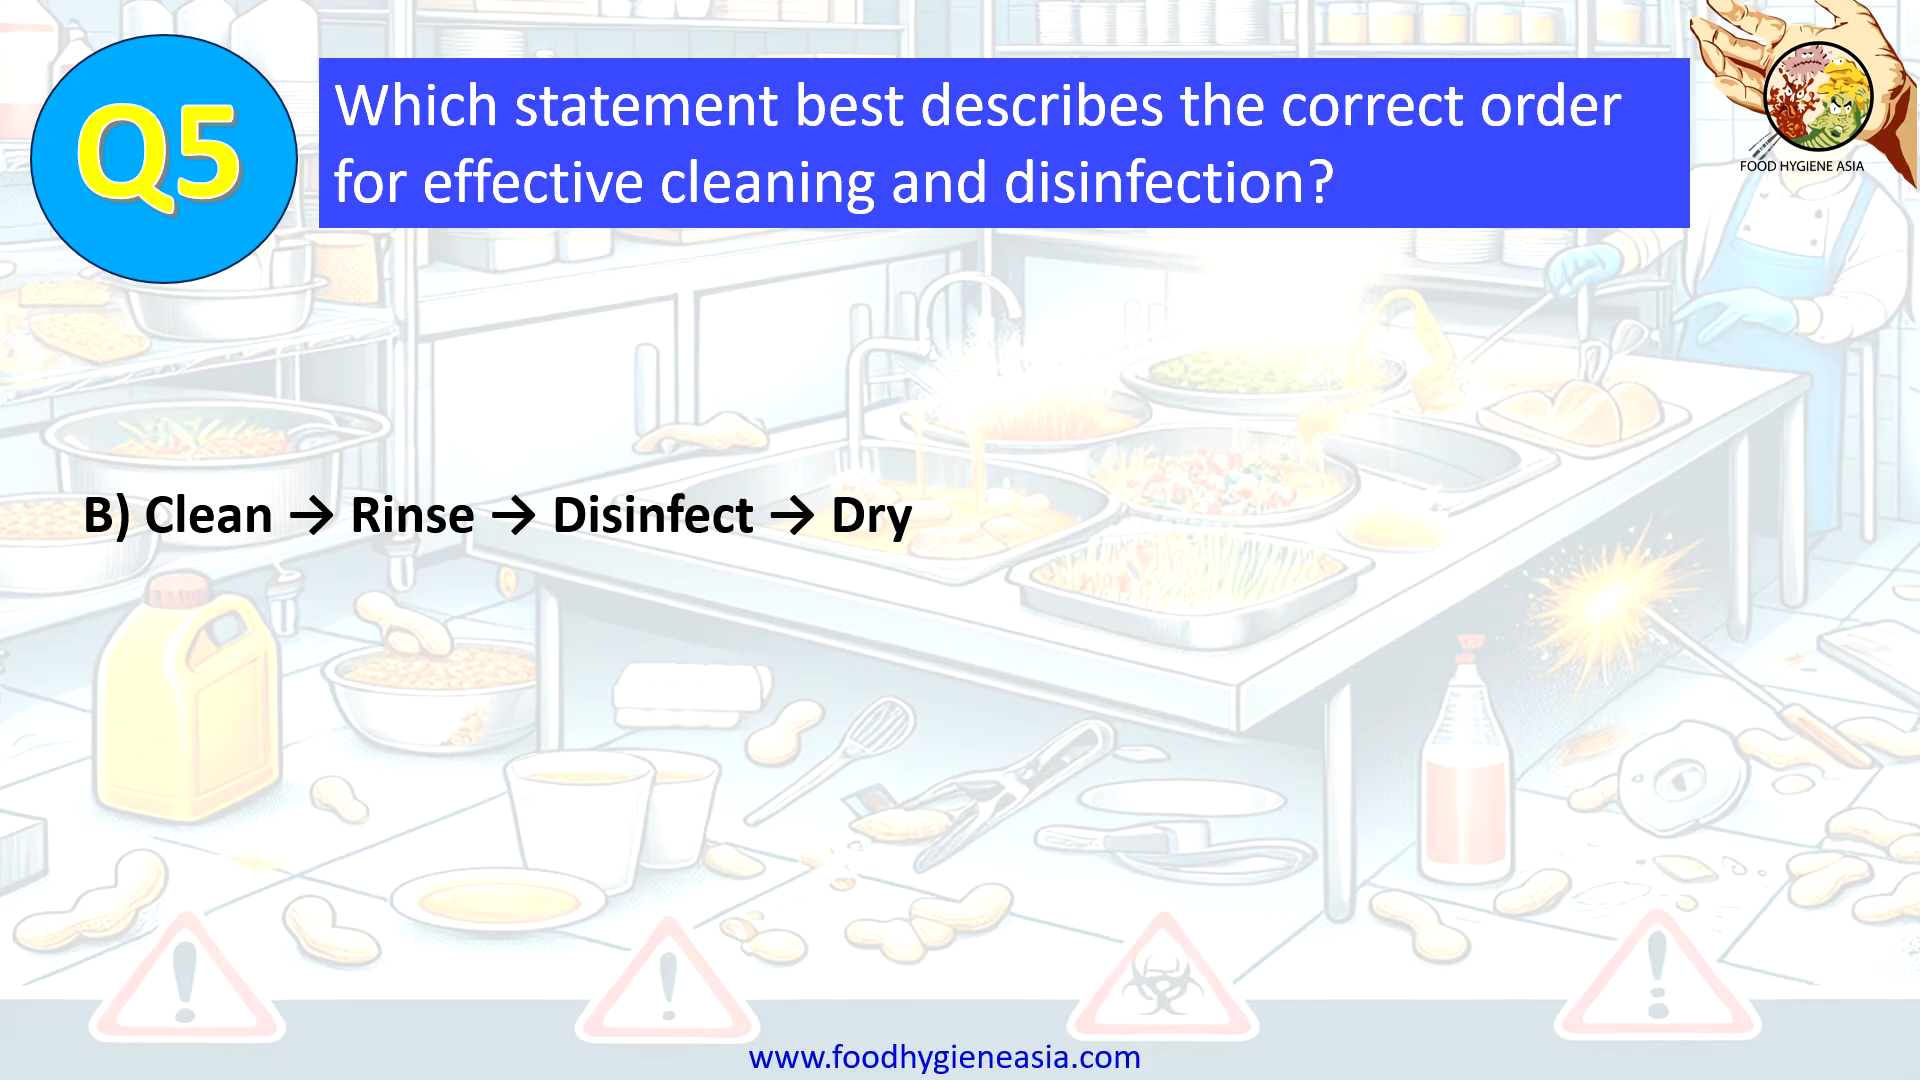 Q5
Which statement best describes the correct order
for effective cleaning and disinfection?
FOOD HYGIENE ASIA
B) Clean → Rinse → Disinfect → Dry
www.foodhygieneasia.com